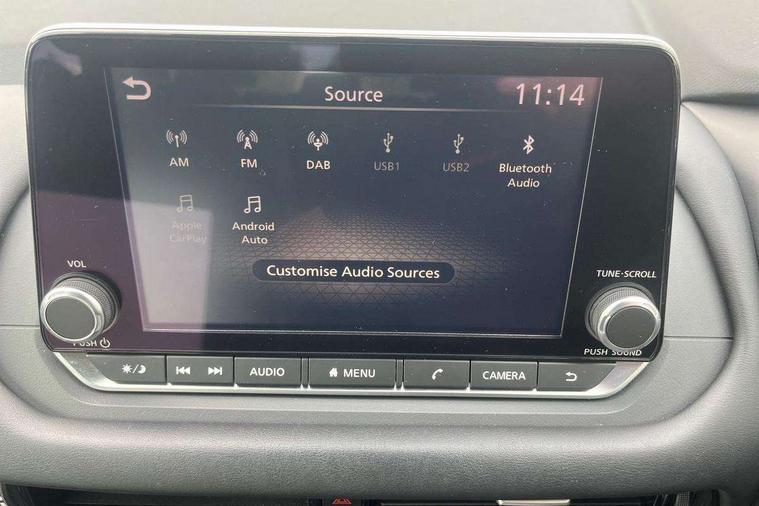 Source
11:14
AM
FM
DAB
USB1
USB2
Bluetooth
Audio
Apple
CarPlay
Android
Auto
Customise Audio Sources
VOL
TUNE·SCROLL
PUSH
PUSH SOUND
AUDIO
MENU
CAMERA